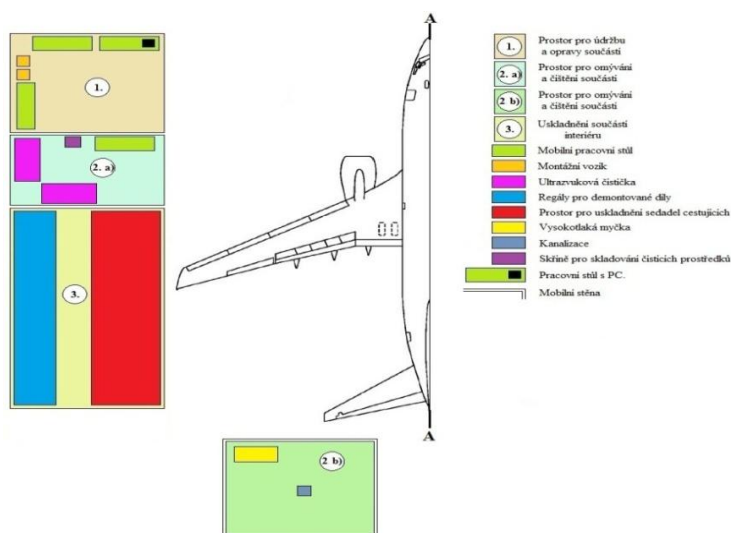 A
1.
2. a)
3.
2 b)
A
1. Prostor pro údržbu
a opravy součástí
2. a) Prostor pro omývání
a čištění součástí
2 b) Prostor pro omývání
a čištění součástí
3. Uskladnění součástí
interiéru
Mobilní pracovní stůl
Montážní vozík
Ultrazvuková čistička
Regály pro demontované díly
Prostor pro uskladnění sedadel cestujících
Vysokotlaká myčka
Kanalizace
Skříně pro skladování čistících prostředků
Pracovní stůl s PC.
Mobilní stěna